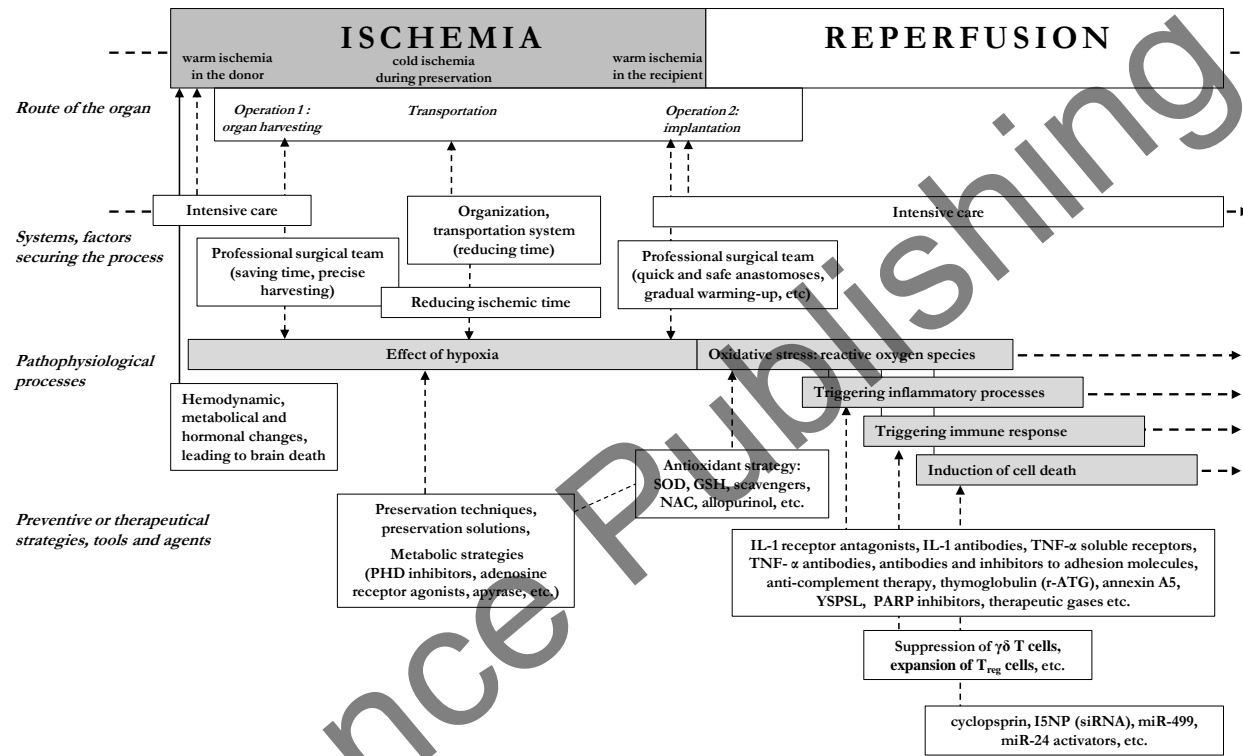 ISCHEMIA
REPERFUSION
warm ischemia
in the donor
cold ischemia
during preservation
warm ischemia
in the recipient
Route of the organ
Operation 1 :
organ harvesting
Transportation
Operation 2:
implantation
Systems, factors
securing the process
Intensive care
Organization,
transportation system
(reducing time)
Intensive care
Professional surgical team
(saving time, precise
harvesting)
Reducing ischemic time
Professional surgical team
(quick and safe anastomoses,
gradual warming-up, etc)
Pathophysiological
processes
Effect of hypoxia
Oxidative stress: reactive oxygen species
Triggering inflammatory processes
Triggering immune response
Induction of cell death
Hemodynamic,
metabolical and
hormonal changes,
leading to brain death
Preventive or therapeutical
strategies, tools and agents
Antioxidant strategy:
SOD, GSH, scavengers,
NAC, allopurinol, etc.
Preservation techniques,
preservation solutions,
Metabolic strategies
(PHD inhibitors, adenosine
receptor agonists, apyrase, etc.)
IL-1 receptor antagonists, IL-1 antibodies, TNF-α soluble receptors,
TNF- α antibodies, antibodies and inhibitors to adhesion molecules,
anti-complement therapy, thymoglobulin (r-ATG), annexin A5,
YSPSL, PARP inhibitors, therapeutic gases etc.
Suppression of γδ T cells,
expansion of Treg cells, etc.
cyclopsprin, I5NP (siRNA), miR-499,
miR-24 activators, etc.
nce Publishing